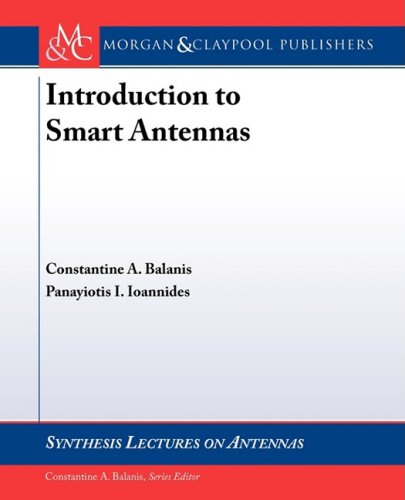 M&C MORGAN & CLAYPOOL PUBLISHERS
Introduction to
Smart Antennas
Constantine A. Balanis
Panayiotis I. Ioannides
SYNTHESIS LECTURES ON ANTENNAS
Constantine A. Balanis, Series Editor